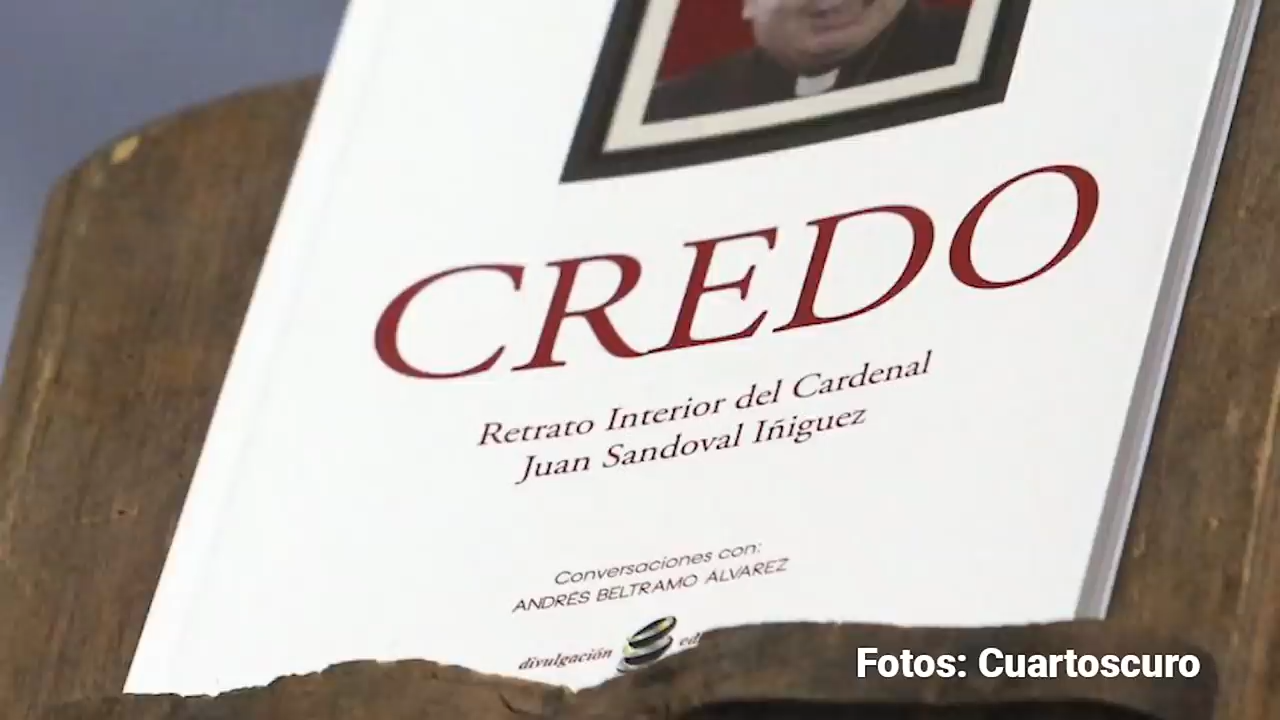 CREDO
Retrato Interior del Cardenal
Juan Sandoval Iñiguez
Conversaciones con:
ANDRÉS BELTRAMO ÁLVAREZ
divulgación
Fotos: Cuartoscuro